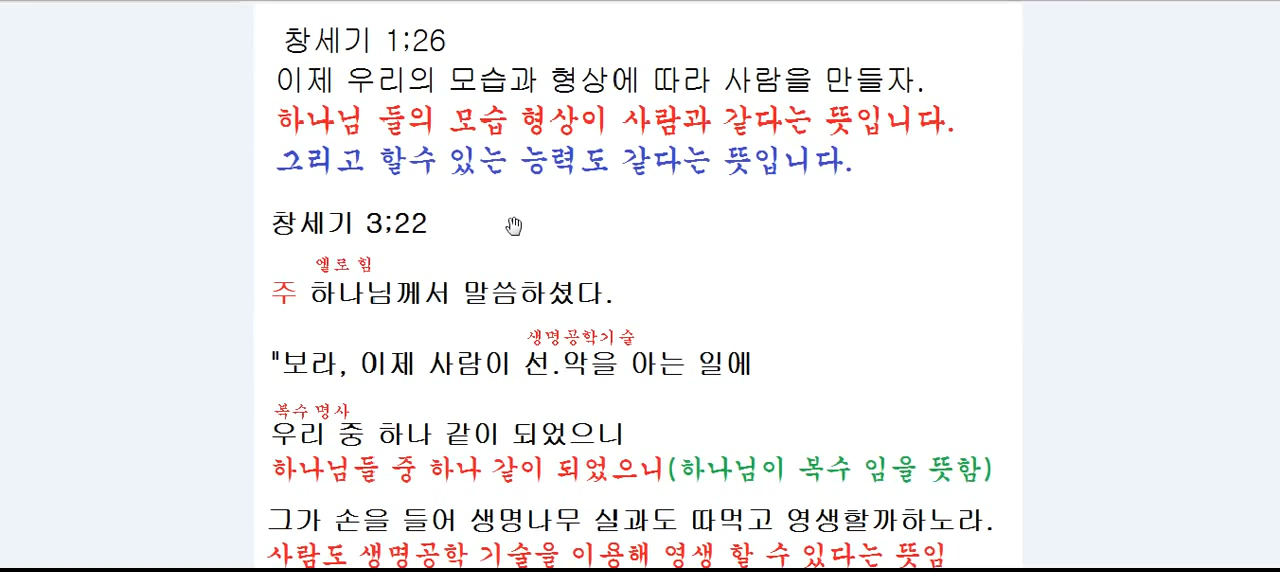 창세기 1;26
이제 우리의 모습과 형상에 따라 사람을 만들자.
하나님 들의 모습 형상이 사람과 같다는 뜻입니다.
그리고 할수 있는 능력도 같다는 뜻입니다.
창세기 3;22
엘로힘
주 하나님께서 말씀하셨다.
생명공학기술
"보라, 이제 사람이 선.악을 아는 일에
복수명사
우리 중 하나 같이 되었으니
하나님들 중 하나 같이 되었으니(하나님이 복수 임을 뜻함)
그가 손을 들어 생명나무 실과도 따먹고 영생할까하노라.
사람도 생명공학 기술을 이용해 영생 할 수 있다는 뜻임